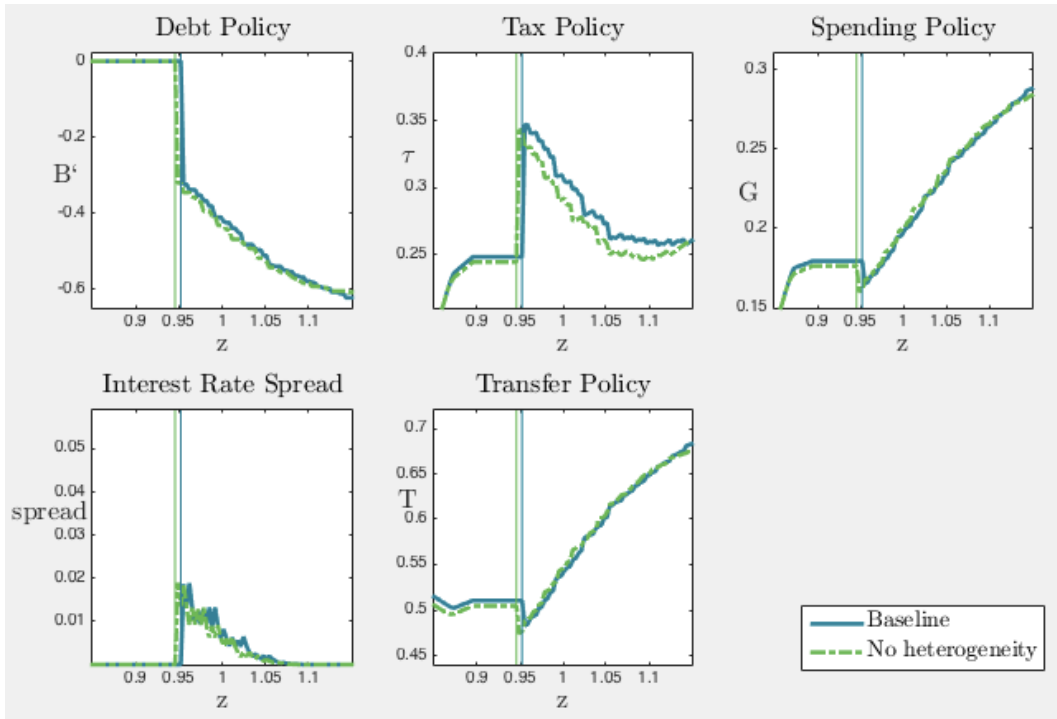 Debt Policy
0
-0.2
B‘
-0.4
-0.6
0.9 0.95 1 1.05 1.1
z
Tax Policy
0.4
0.35
τ
0.3
0.25
0.9 0.95 1 1.05 1.1
z
Spending Policy
0.3
0.25
G
0.2
0.15
0.9 0.95 1 1.05 1.1
z
Interest Rate Spread
0.05
0.04
spread
0.03
0.02
0.01
0.9 0.95 1 1.05 1.1
z
Transfer Policy
0.7
0.65
T
0.6
0.55
0.5
0.45
0.9 0.95 1 1.05 1.1
z
Baseline
No heterogeneity